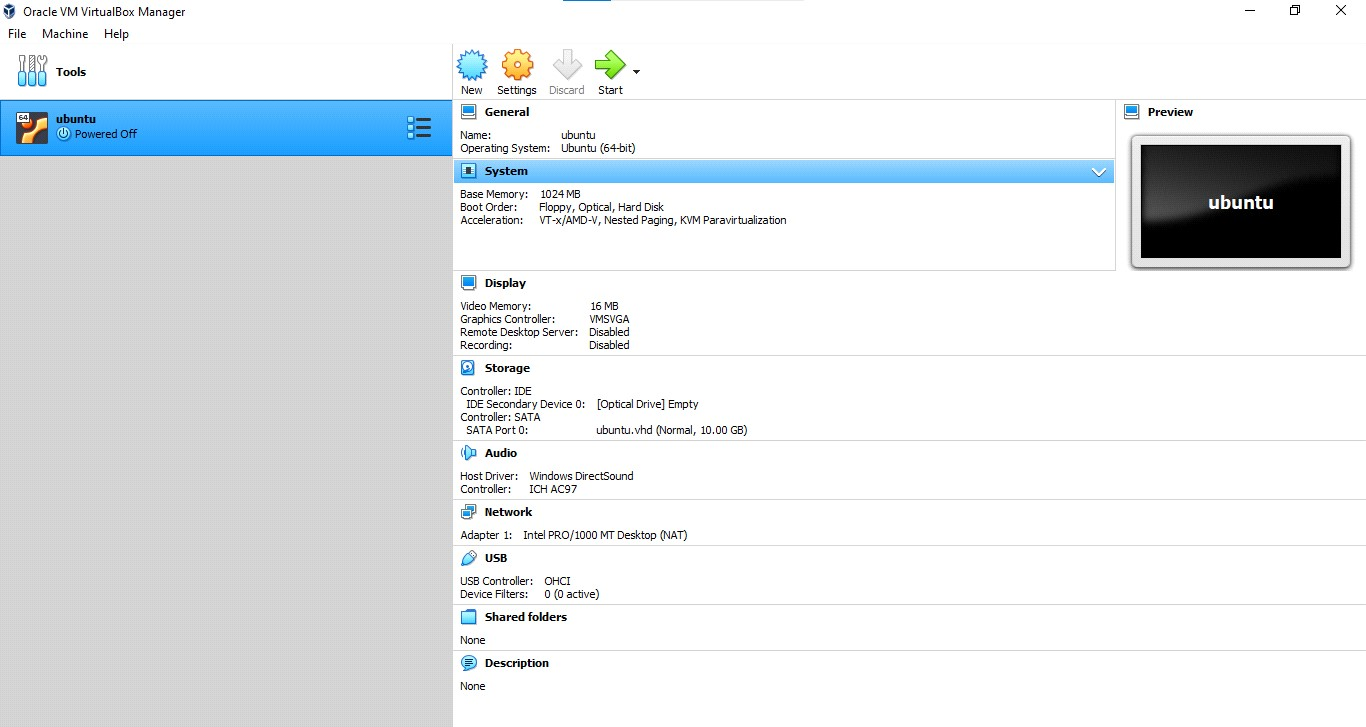 Oracle VM VirtualBox Manager
File Machine Help
Tools
New Settings Discard Start
64
ubuntu
Powered Off
General
Name: ubuntu
Operating System: Ubuntu (64-bit)
System
Base Memory: 1024 MB
Boot Order: Floppy, Optical, Hard Disk
Acceleration: VT-x/AMD-V, Nested Paging, KVM Paravirtualization
Preview
ubuntu
Display
Video Memory: 16 MB
Graphics Controller: VMSVGA
Remote Desktop Server: Disabled
Recording: Disabled
Storage
Controller: IDE
IDE Secondary Device 0: [Optical Drive] Empty
Controller: SATA
SATA Port 0: ubuntu.vhd (Normal, 10.00 GB)
Audio
Host Driver: Windows DirectSound
Controller: ICH AC97
Network
Adapter 1: Intel PRO/1000 MT Desktop (NAT)
USB
USB Controller: OHCI
Device Filters: 0 (0 active)
Shared folders
None
Description
None